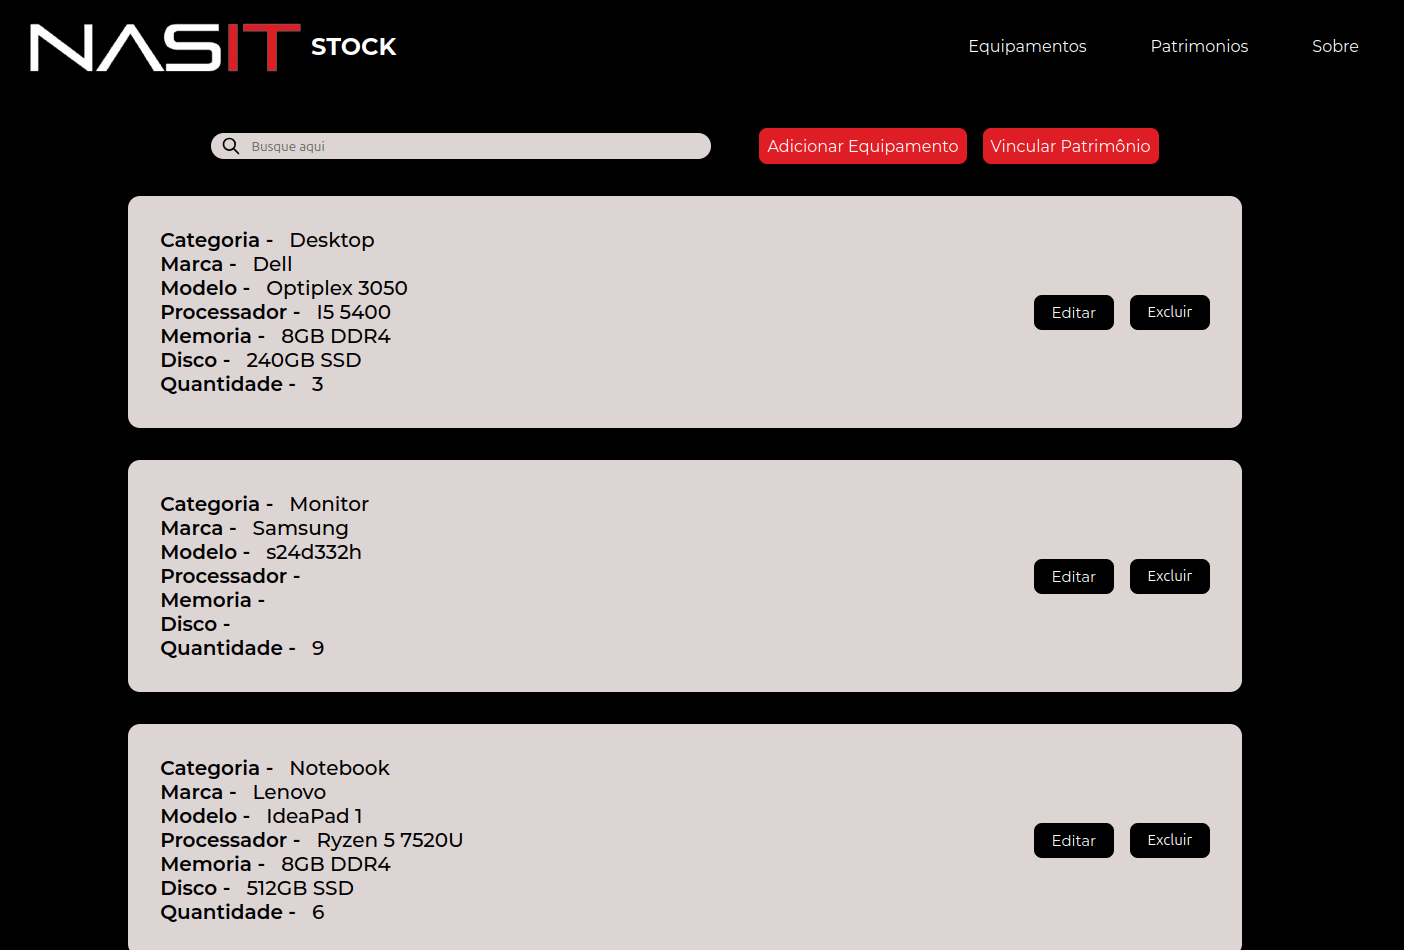 NASIT STOCK
Equipamentos Patrimonios Sobre
Busque aqui
Adicionar Equipamento Vincular Patrimônio
Categoria - Desktop
Marca - Dell
Modelo - Optiplex 3050
Processador - I5 5400
Memoria - 8GB DDR4
Disco - 240GB SSD
Quantidade - 3
Editar Excluir
Categoria - Monitor
Marca - Samsung
Modelo - s24d332h
Processador -
Memoria -
Disco -
Quantidade - 9
Editar Excluir
Categoria - Notebook
Marca - Lenovo
Modelo - IdeaPad 1
Processador - Ryzen 5 7520U
Memoria - 8GB DDR4
Disco - 512GB SSD
Quantidade - 6
Editar Excluir